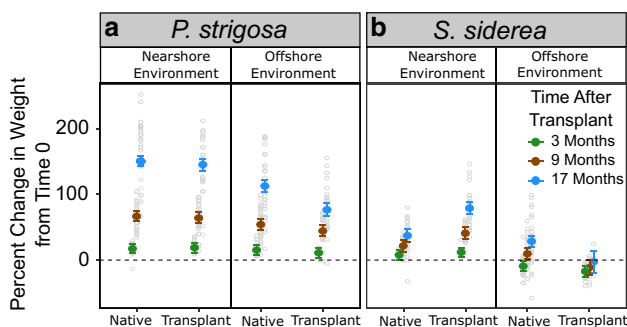 a P. strigosa b S. siderea
Nearshore Offshore Nearshore Offshore
Environment Environment Environment Environment
Percent Change in Weight
from Time 0
200
100
0
Time After
Transplant
3 Months
9 Months
17 Months
Native Transplant Native Transplant Native Transplant Native Transplant